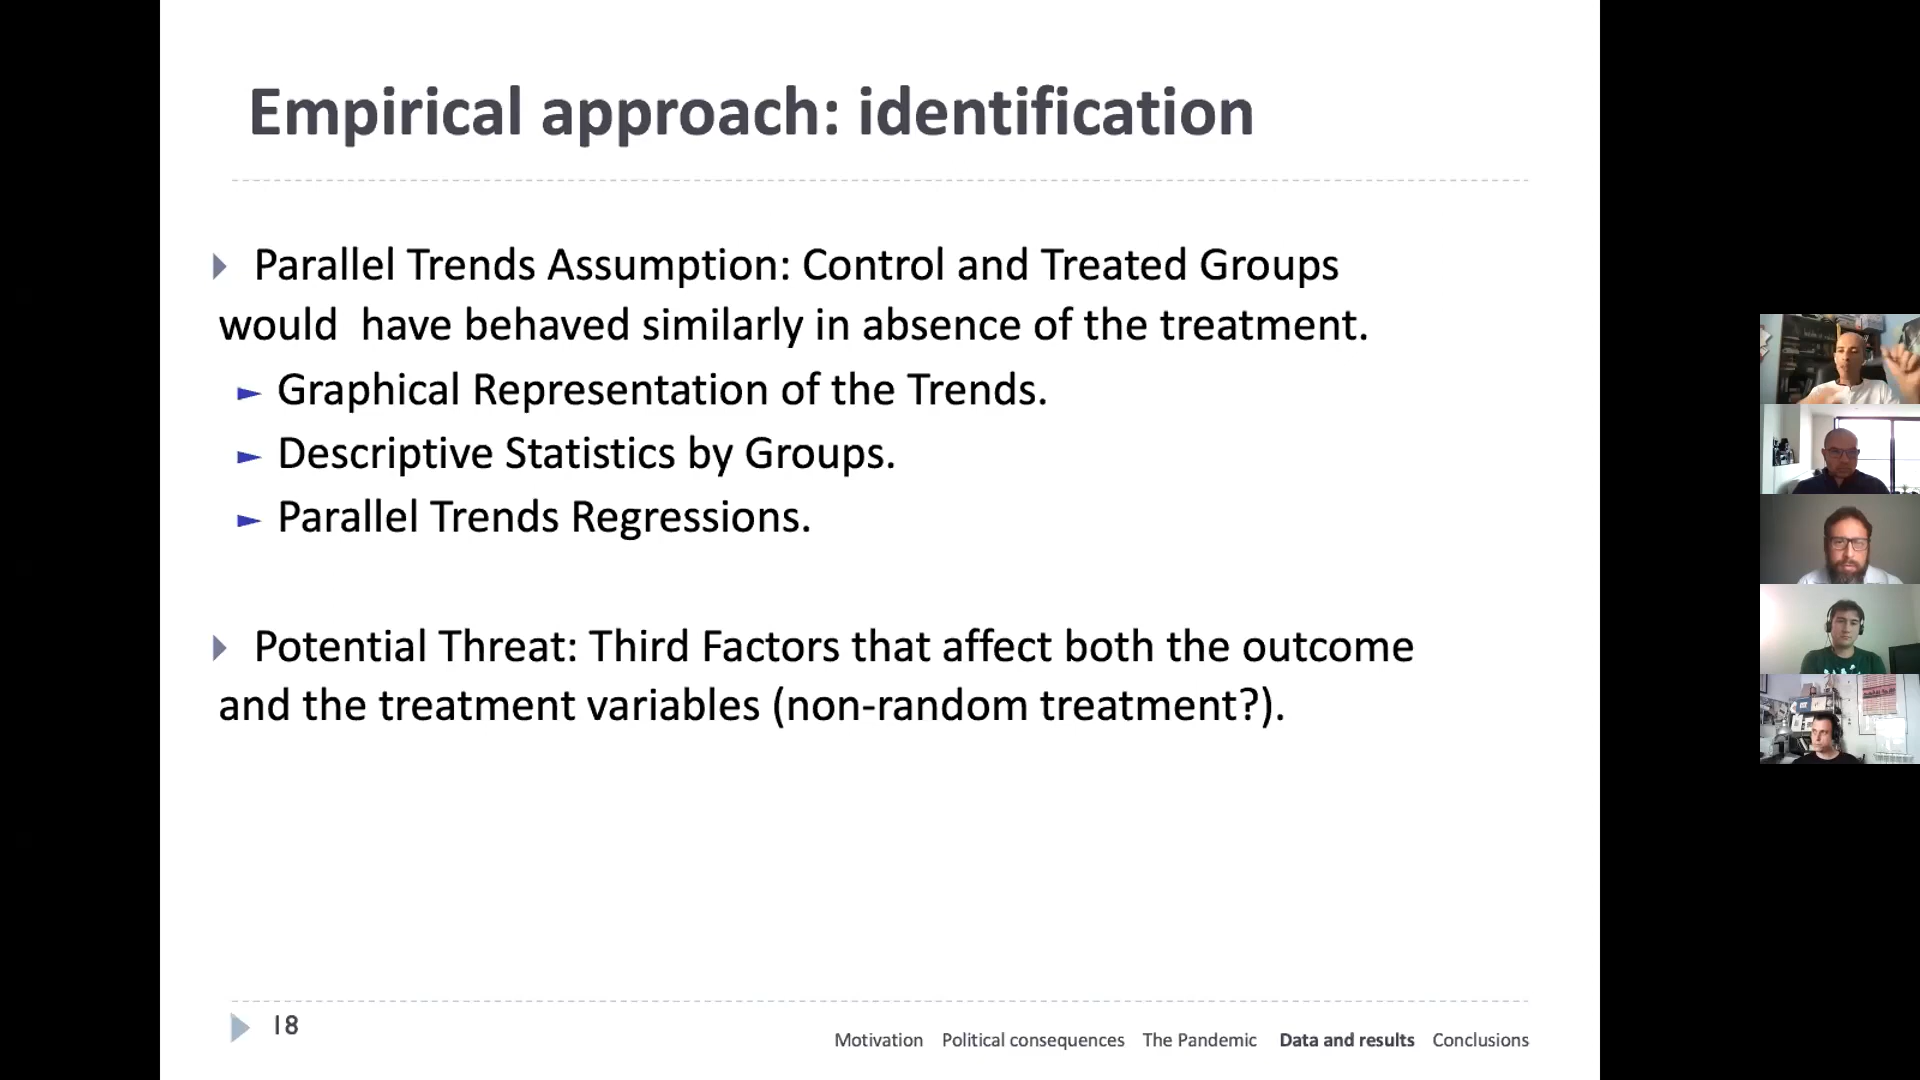 Empirical approach: identification
Parallel Trends Assumption: Control and Treated Groups
would have behaved similarly in absence of the treatment.
Graphical Representation of the Trends.
Descriptive Statistics by Groups.
Parallel Trends Regressions.
Potential Threat: Third Factors that affect both the outcome
and the treatment variables (non-random treatment?).
18
Motivation Political consequences The Pandemic Data and results Conclusions